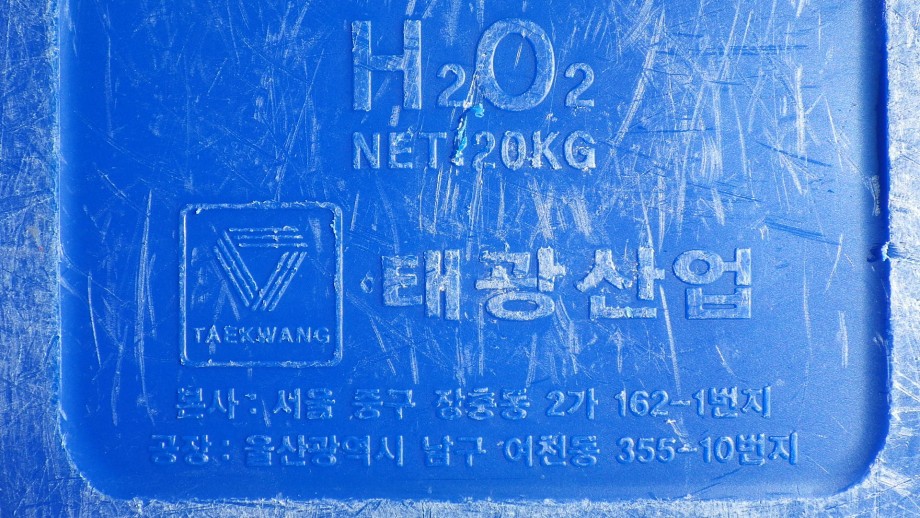 H₂O₂
NET: 20KG
TAEKWANG
태광산업
본사 : 서울 중구 장충동 2가 162-1번지
공장 : 울산광역시 남구 여천동 355-10번지